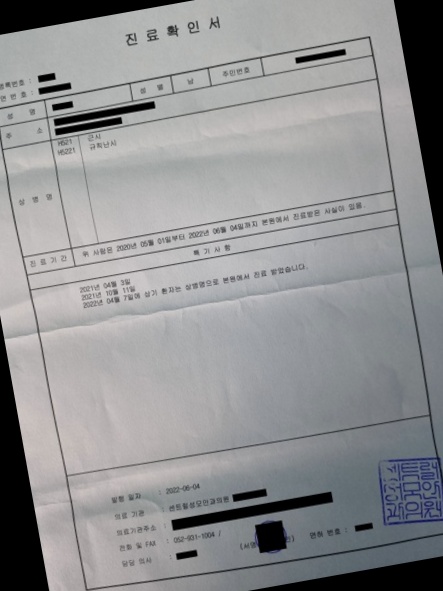 진료확인서
등록번호 :
연번호 :
성 명 성 별 남 주민번호
주 소
상 병 명
H521 근시
H5221 규칙난시
진료기간 위 사람은 2020년 05월 01일부터 2022년 06월 04일까지 본원에서 진료받은 사실이 있음.
특기사항
2021년 04월 3일
2021년 10월 11일
2022년 04월 7일에 상기 환자는 상병명으로 본원에서 진료 받았습니다.
발행 일자 : 2022-06-04
의료 기관 : 센트럴성모안과의원
의료기관주소 :
전화 및 FAX : 052-931-1004 /
담당 의사 : (서명 인) 면허 번호 :